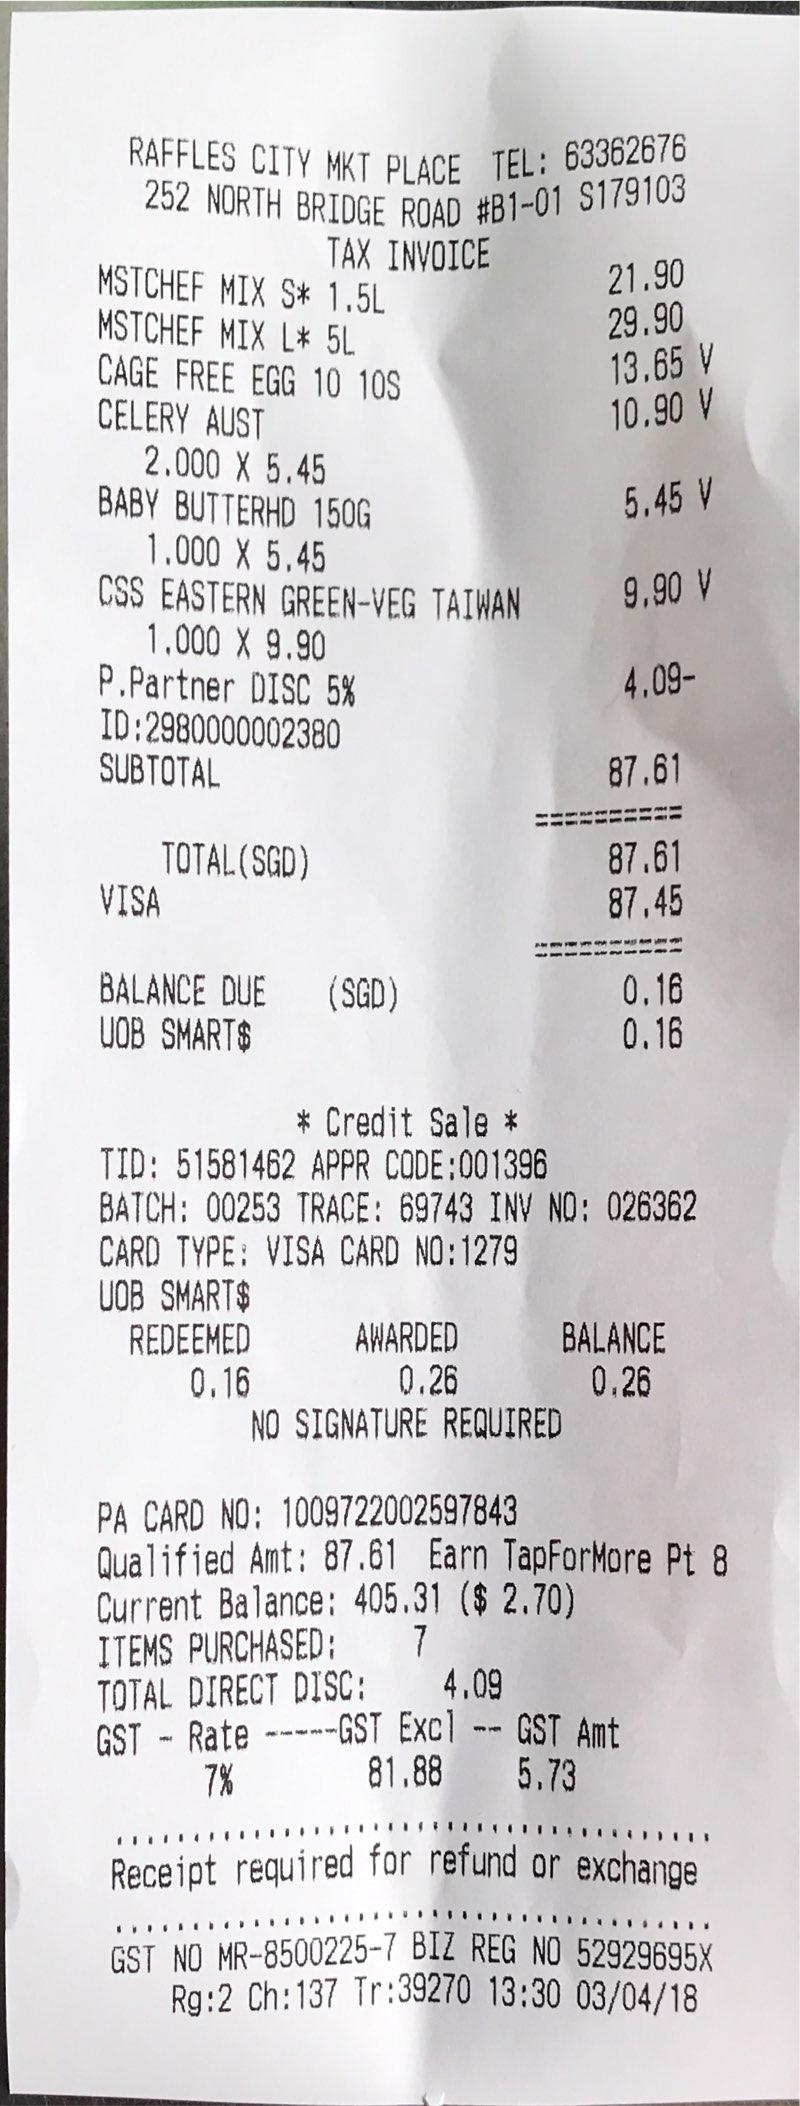 RAFFLES CITY MKT PLACE TEL: 63362676
252 NORTH BRIDGE ROAD #B1-01 S179103
TAX INVOICE
MSTCHEF MIX S* 1.5L 21.90
MSTCHEF MIX L* 5L 29.90
CAGE FREE EGG 10 10S 13.65 V
CELERY AUST 10.90 V
2.000 X 5.45
BABY BUTTERHD 150G 5.45 V
1.000 X 5.45
CSS EASTERN GREEN-VEG TAIWAN 9.90 V
1.000 X 9.90
P.Partner DISC 5% 4.09-
ID:2980000002380
SUBTOTAL 87.61
==========
TOTAL(SGD) 87.61
VISA 87.45
==========
BALANCE DUE (SGD) 0.16
UOB SMART$ 0.16
* Credit Sale *
TID: 51581462 APPR CODE:001396
BATCH: 00253 TRACE: 69743 INV NO: 026362
CARD TYPE: VISA CARD NO:1279
UOB SMART$
REDEEMED AWARDED BALANCE
0.16 0.26 0.26
NO SIGNATURE REQUIRED
PA CARD NO: 1009722002597843
Qualified Amt: 87.61 Earn TapForMore Pt 8
Current Balance: 405.31 ($ 2.70)
ITEMS PURCHASED: 7
TOTAL DIRECT DISC: 4.09
GST - Rate -----GST Excl -- GST Amt
7% 81.88 5.73
.......................................
Receipt required for refund or exchange
.......................................
GST NO MR-8500225-7 BIZ REG NO 52929695X
Rg:2 Ch:137 Tr:39270 13:30 03/04/18